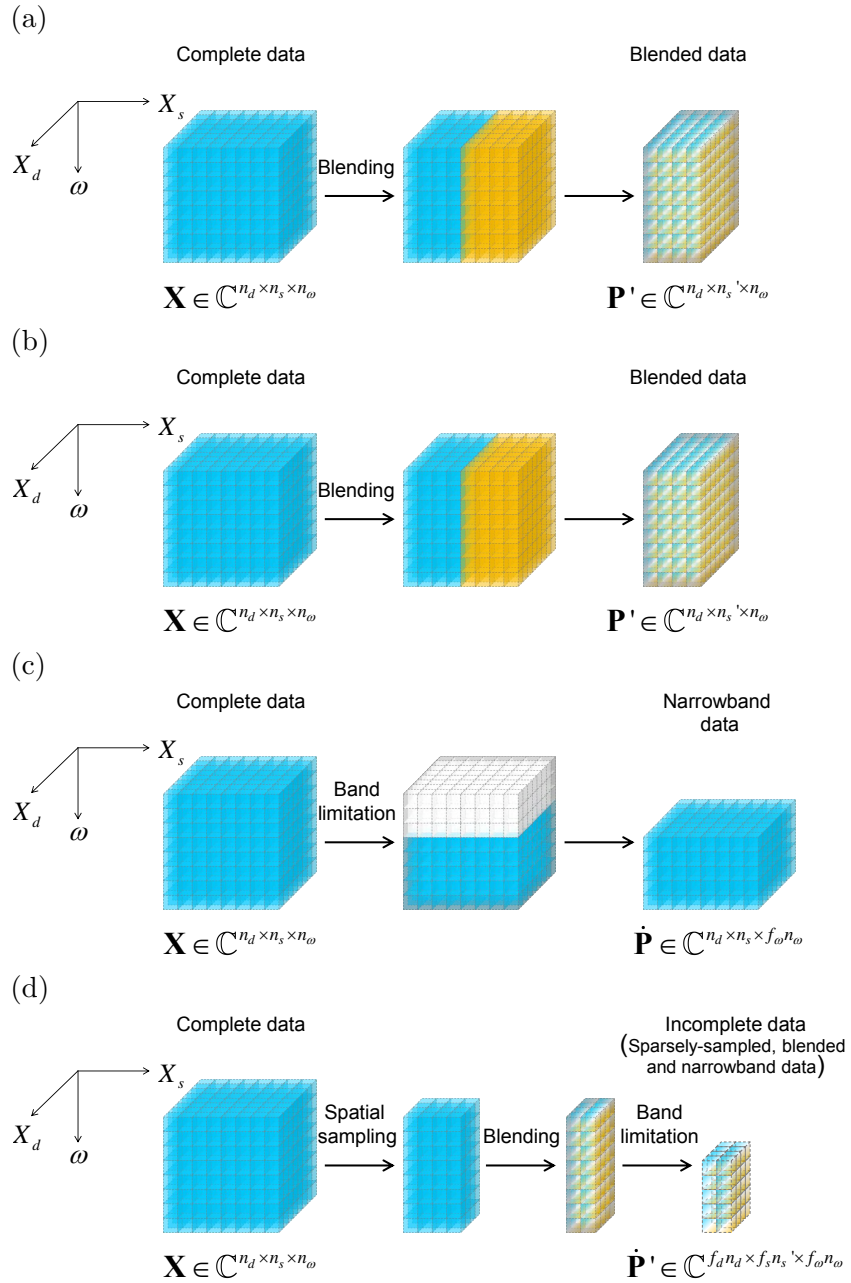 (a)
Complete data
Blended data
X_s
X_d
ω
Blending
𝐗 ∈ ℂ^{n_d × n_s × n_ω}
𝐏' ∈ ℂ^{n_d × n_s' × n_ω}
(b)
Complete data
Blended data
X_s
X_d
ω
Blending
𝐗 ∈ ℂ^{n_d × n_s × n_ω}
𝐏' ∈ ℂ^{n_d × n_s' × n_ω}
(c)
Complete data
Narrowband
data
X_s
X_d
ω
Band
limitation
𝐗 ∈ ℂ^{n_d × n_s × n_ω}
𝐏̇ ∈ ℂ^{n_d × n_s × f_ω n_ω}
(d)
Complete data
Incomplete data
(Sparsely-sampled, blended
and narrowband data)
X_s
X_d
ω
Spatial
sampling
Blending
Band
limitation
𝐗 ∈ ℂ^{n_d × n_s × n_ω}
𝐏̇' ∈ ℂ^{f_d n_d × f_s n_s' × f_ω n_ω}